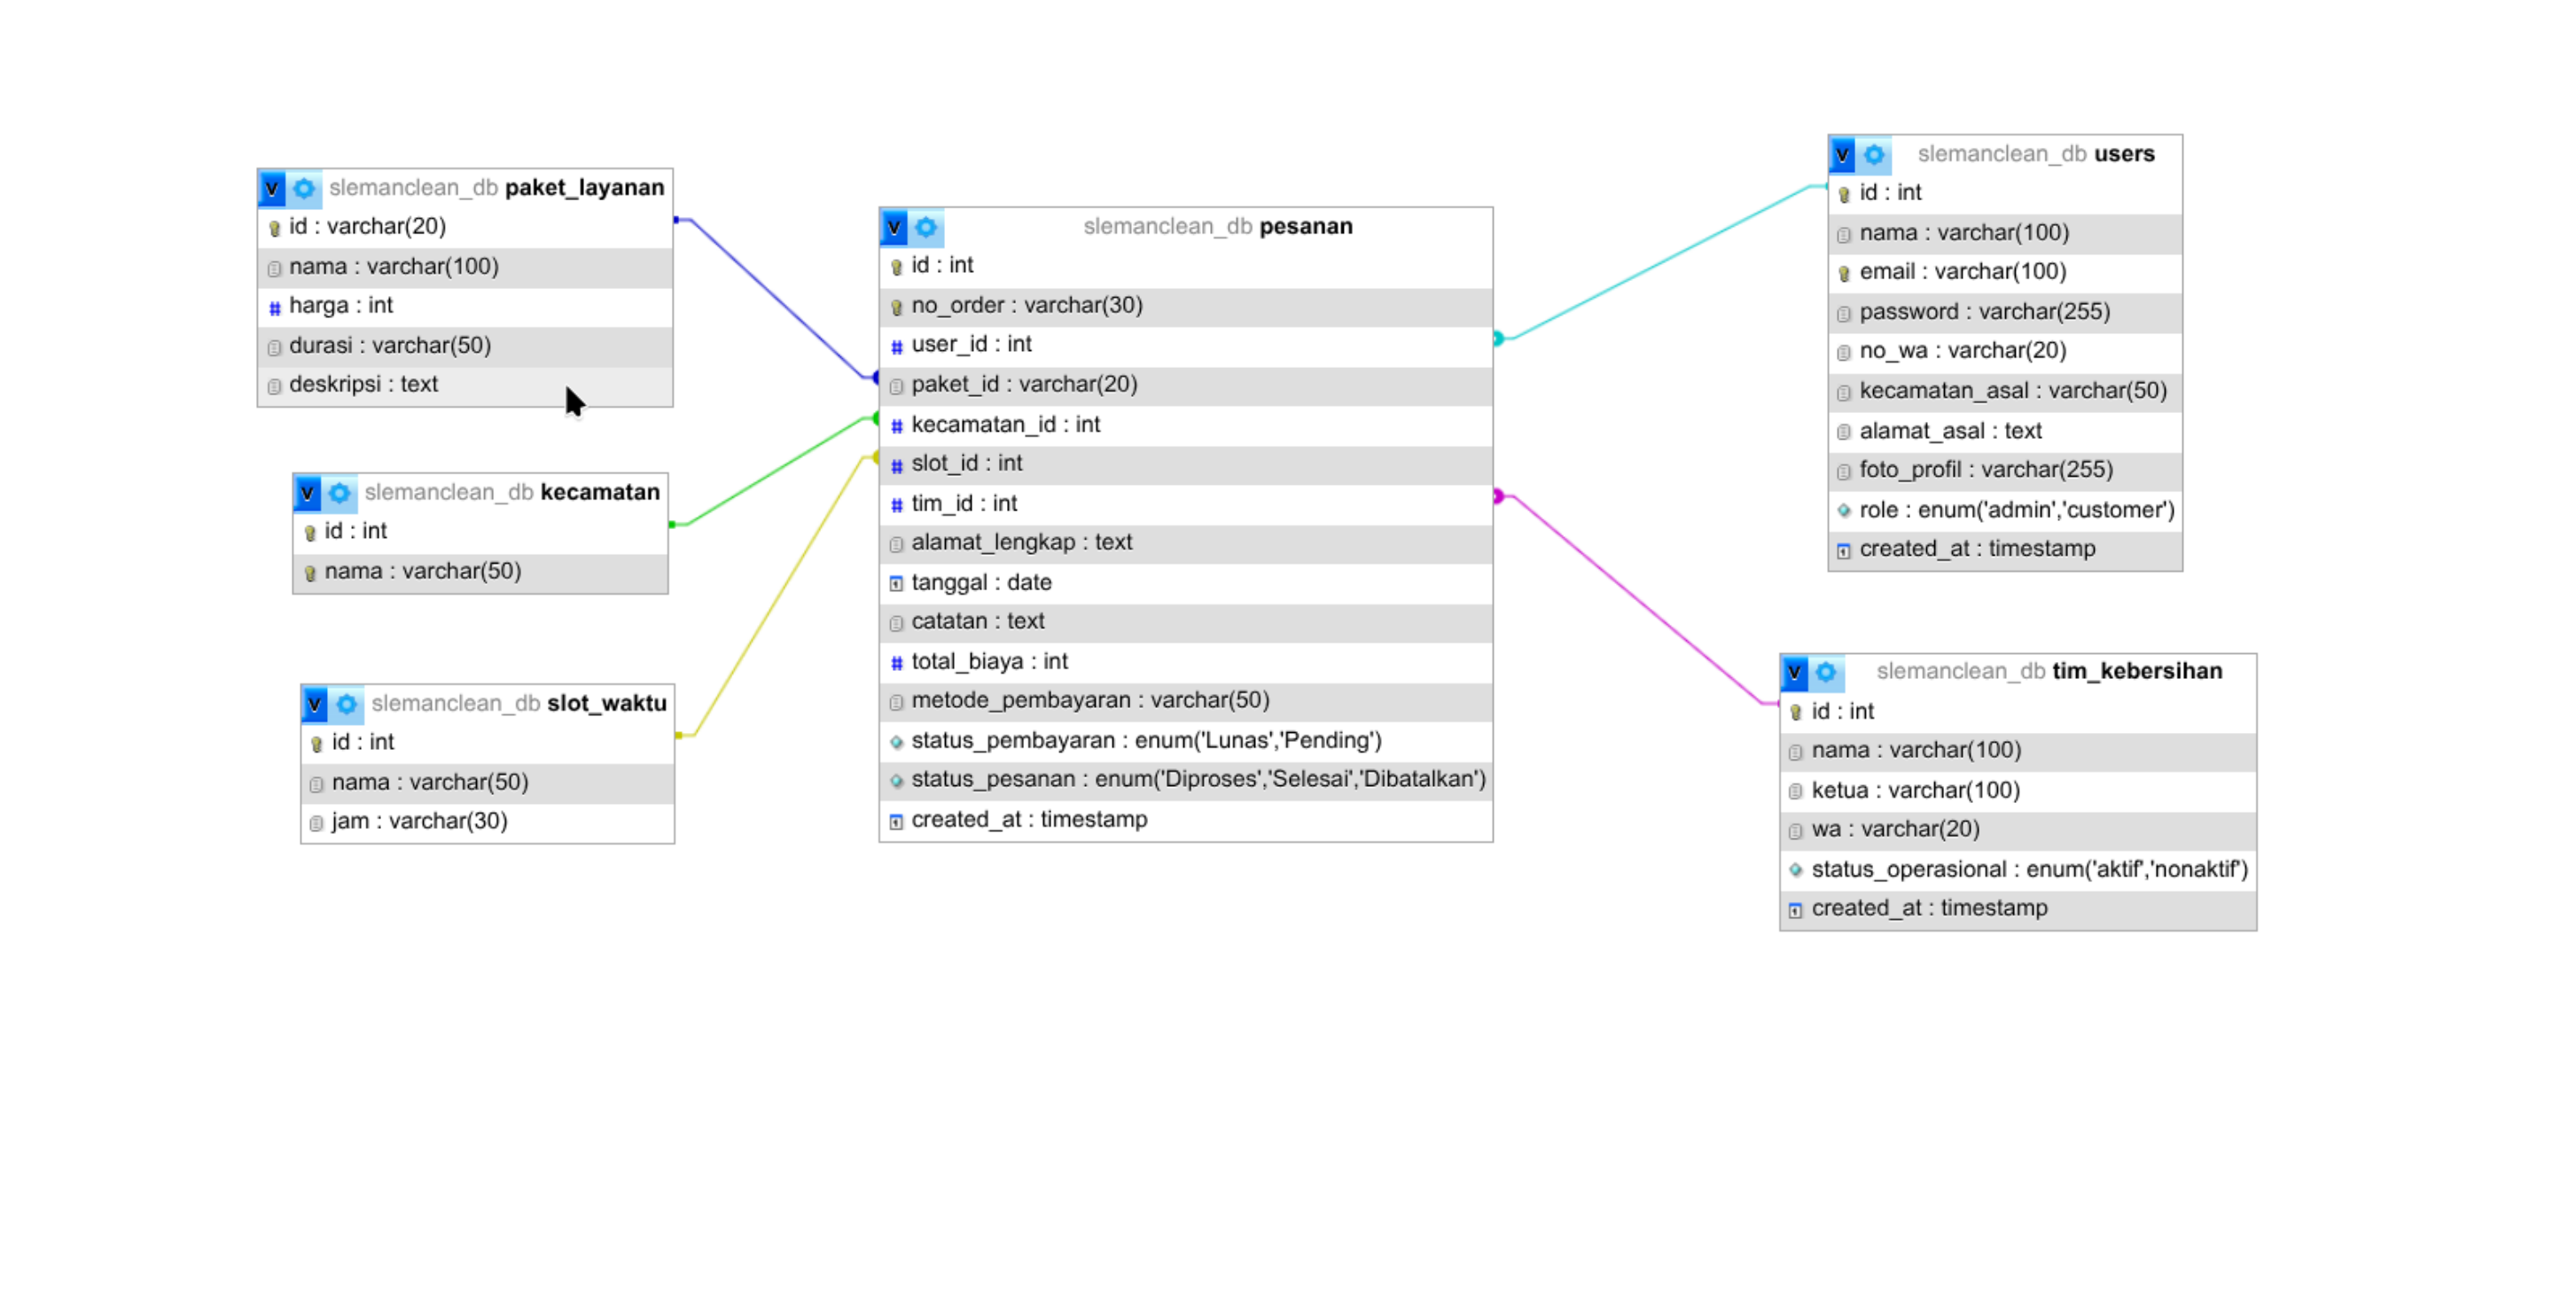 v slemanclean_db paket_layanan
id : varchar(20)
nama : varchar(100)
# harga : int
durasi : varchar(50)
deskripsi : text
v slemanclean_db kecamatan
id : int
nama : varchar(50)
v slemanclean_db slot_waktu
id : int
nama : varchar(50)
jam : varchar(30)
v slemanclean_db pesanan
id : int
no_order : varchar(30)
# user_id : int
paket_id : varchar(20)
# kecamatan_id : int
# slot_id : int
# tim_id : int
alamat_lengkap : text
tanggal : date
catatan : text
# total_biaya : int
metode_pembayaran : varchar(50)
status_pembayaran : enum('Lunas','Pending')
status_pesanan : enum('Diproses','Selesai','Dibatalkan')
created_at : timestamp
v slemanclean_db users
id : int
nama : varchar(100)
email : varchar(100)
password : varchar(255)
no_wa : varchar(20)
kecamatan_asal : varchar(50)
alamat_asal : text
foto_profil : varchar(255)
role : enum('admin','customer')
created_at : timestamp
v slemanclean_db tim_kebersihan
id : int
nama : varchar(100)
ketua : varchar(100)
wa : varchar(20)
status_operasional : enum('aktif','nonaktif')
created_at : timestamp